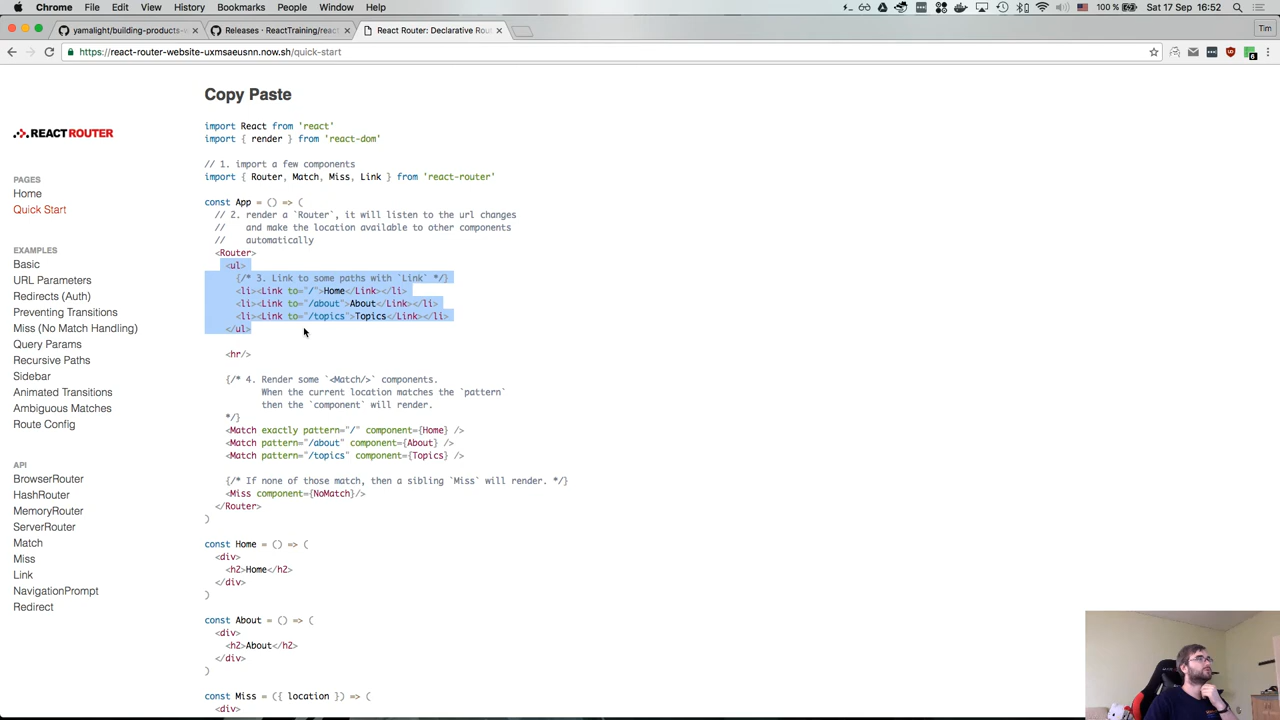 Chrome File Edit View History Bookmarks People Window Help
100 % Sat 17 Sep 16:52
yamalight/building-products-
Releases · ReactTraining/reac
React Router: Declarative Rou
Tim
https://react-router-website-uxmsaeusnn.now.sh/quick-start
6
REACTROUTER
PAGES
Home
Quick Start
EXAMPLES
Basic
URL Parameters
Redirects (Auth)
Preventing Transitions
Miss (No Match Handling)
Query Params
Recursive Paths
Sidebar
Animated Transitions
Ambiguous Matches
Route Config
API
BrowserRouter
HashRouter
MemoryRouter
ServerRouter
Match
Miss
Link
NavigationPrompt
Redirect
Copy Paste
import React from 'react'
import { render } from 'react-dom'
// 1. import a few components
import { Router, Match, Miss, Link } from 'react-router'
const App = () => (
// 2. render a `Router`, it will listen to the url changes
// and make the location available to other components
// automatically
<Router>
<ul>
{/* 3. Link to some paths with `Link` */}
<li><Link to="/">Home</Link></li>
<li><Link to="/about">About</Link></li>
<li><Link to="/topics">Topics</Link></li>
</ul>
<hr/>
{/* 4. Render some `<Match/>` components.
When the current location matches the `pattern`
then the `component` will render.
*/}
<Match exactly pattern="/" component={Home} />
<Match pattern="/about" component={About} />
<Match pattern="/topics" component={Topics} />
{/* If none of those match, then a sibling `Miss` will render. */}
<Miss component={NoMatch}/>
</Router>
)
const Home = () => (
<div>
<h2>Home</h2>
</div>
)
const About = () => (
<div>
<h2>About</h2>
</div>
)
const Miss = ({ location }) => (
<div>